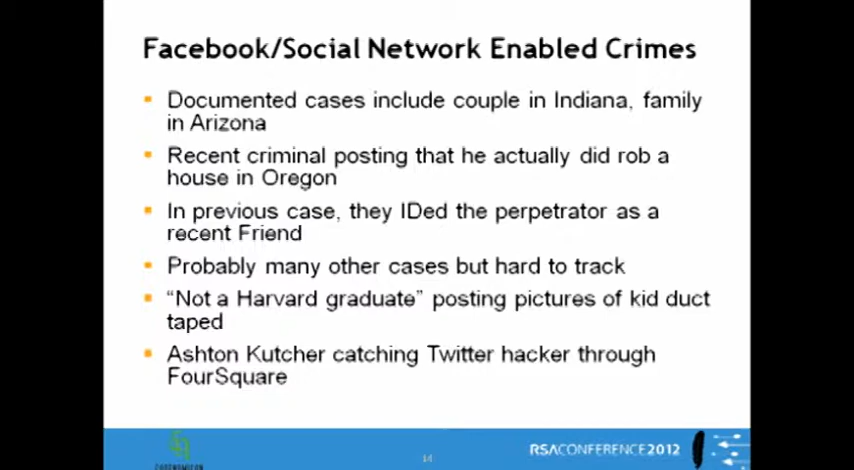 Facebook/Social Network Enabled Crimes
Documented cases include couple in Indiana, family
in Arizona
Recent criminal posting that he actually did rob a
house in Oregon
In previous case, they IDed the perpetrator as a
recent Friend
Probably many other cases but hard to track
“Not a Harvard graduate” posting pictures of kid duct
taped
Ashton Kutcher catching Twitter hacker through
FourSquare
14
RSACONFERENCE2012